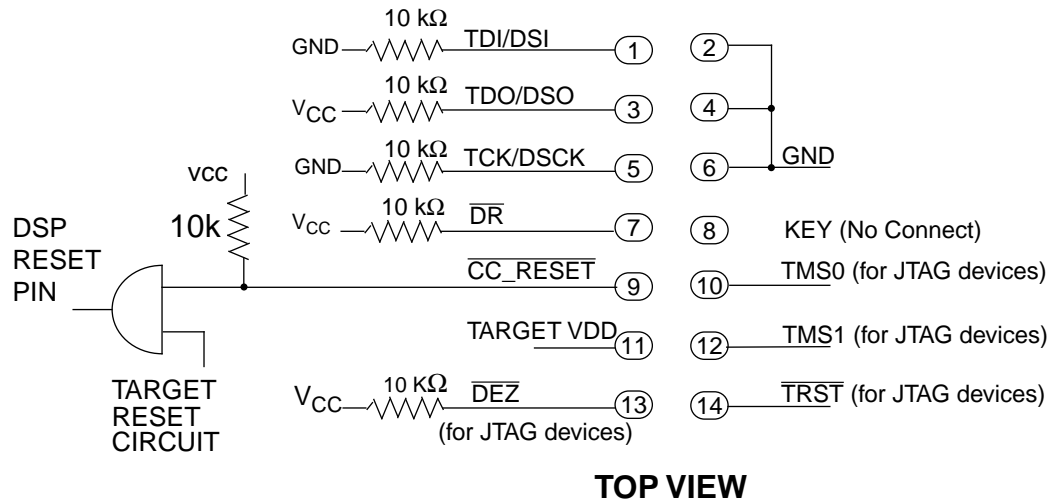 10 kΩ
GND TDI/DSI 1 2
10 kΩ
VCC TDO/DSO 3 4
10 kΩ
GND TCK/DSCK 5 6 GND
vcc
10k
10 kΩ
VCC DR 7 8 KEY (No Connect)
DSP
RESET
PIN
CC_RESET 9 10 TMS0 (for JTAG devices)
TARGET VDD 11 12 TMS1 (for JTAG devices)
TARGET
RESET
CIRCUIT
10 KΩ
VCC DEZ 13 14 TRST (for JTAG devices)
(for JTAG devices)
TOP VIEW